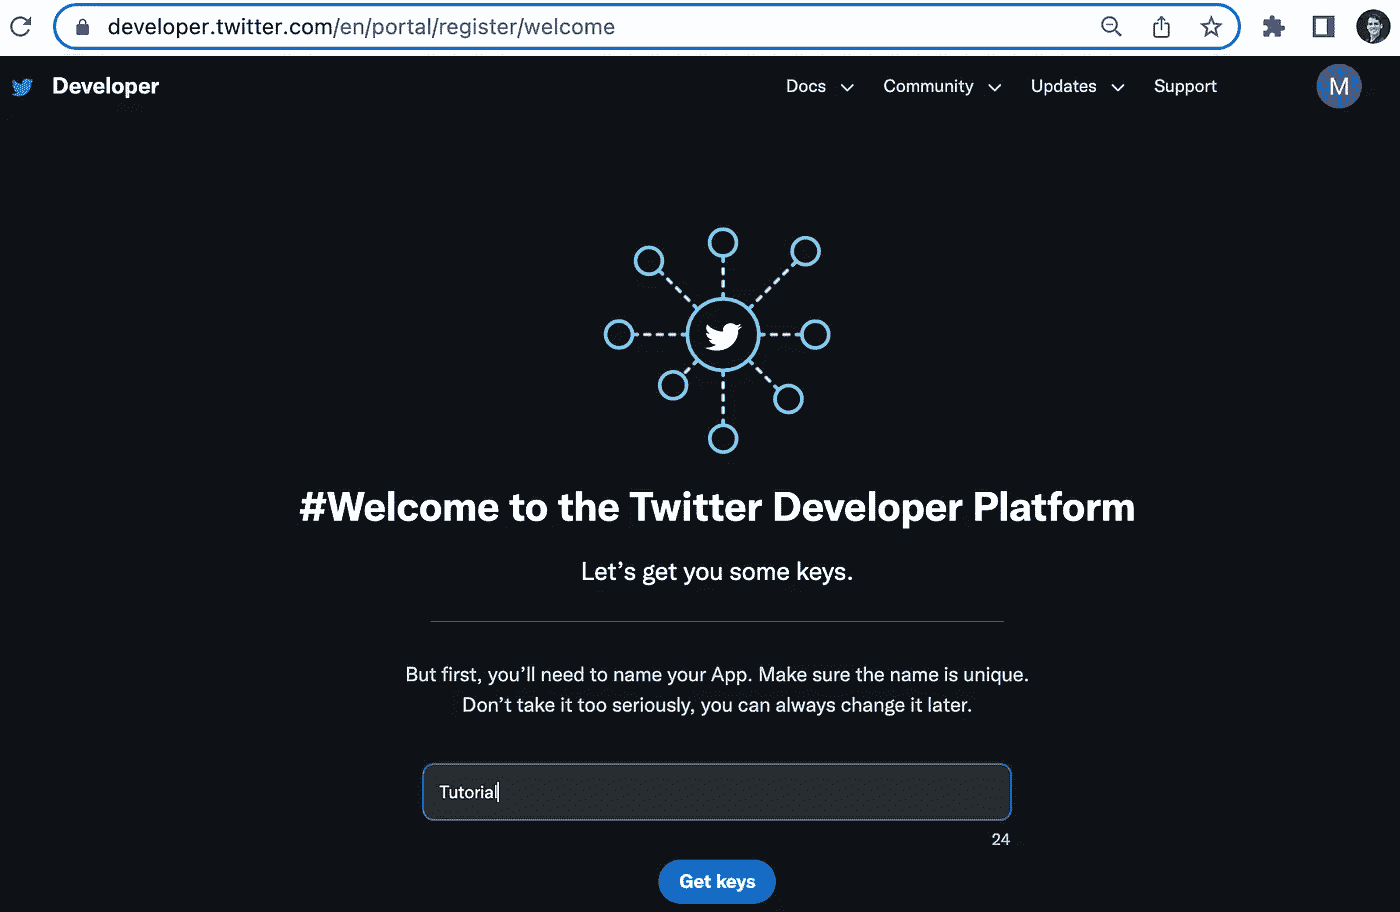 developer.twitter.com/en/portal/register/welcome
Developer
Docs
Community
Updates
Support
M
#Welcome to the Twitter Developer Platform
Let’s get you some keys.
But first, you’ll need to name your App. Make sure the name is unique.
Don’t take it too seriously, you can always change it later.
Tutorial
24
Get keys